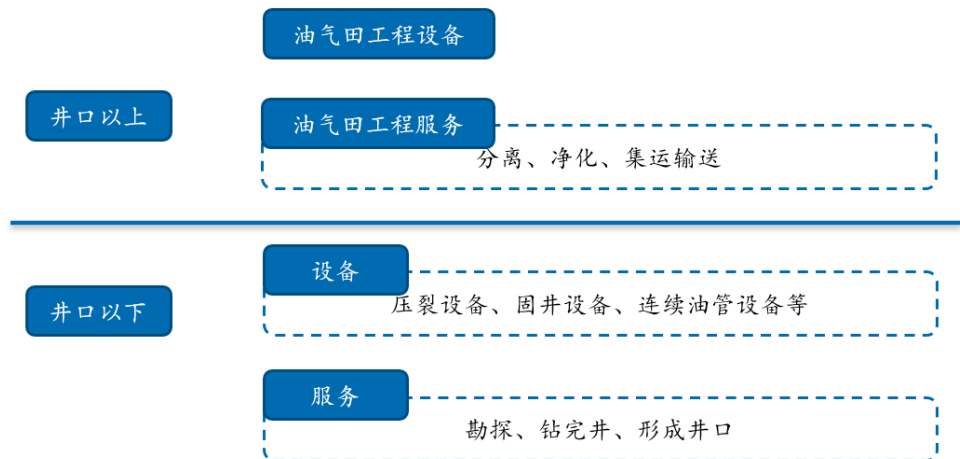 油气田工程设备
井口以上
油气田工程服务
分离、净化、集运输送
设备
井口以下
压裂设备、固井设备、连续油管设备等
服务
勘探、钻完井、形成井口